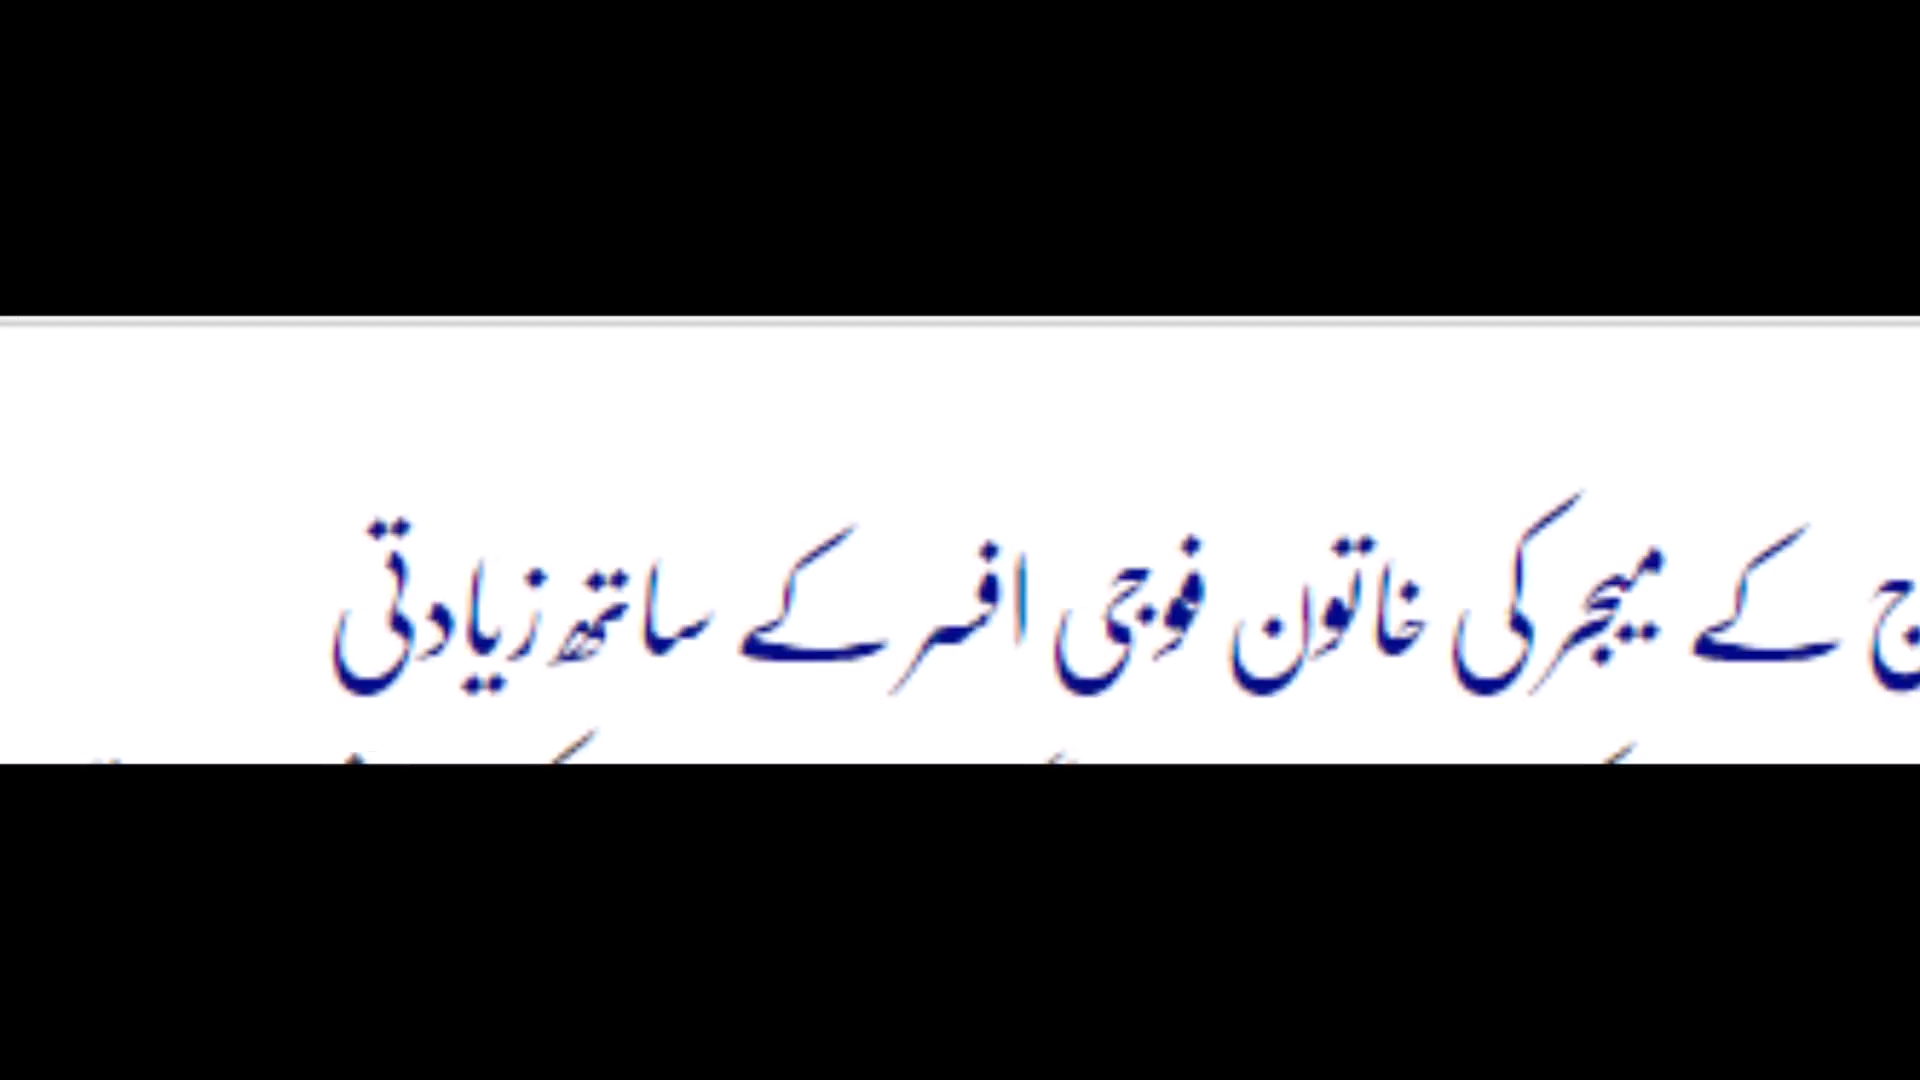 ج کے میجر کی خاتون فوجی افسر کے ساتھ زیادتی